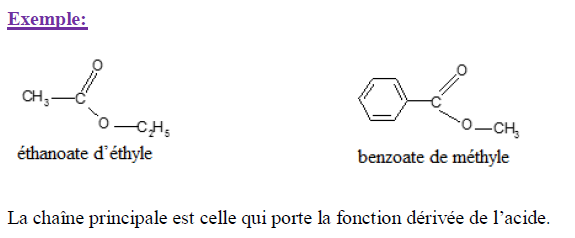 Exemple:
O O
CH3 C C
O C2H5 O CH3
éthanoate d'éthyle benzoate de méthyle
La chaîne principale est celle qui porte la fonction dérivée de l'acide.